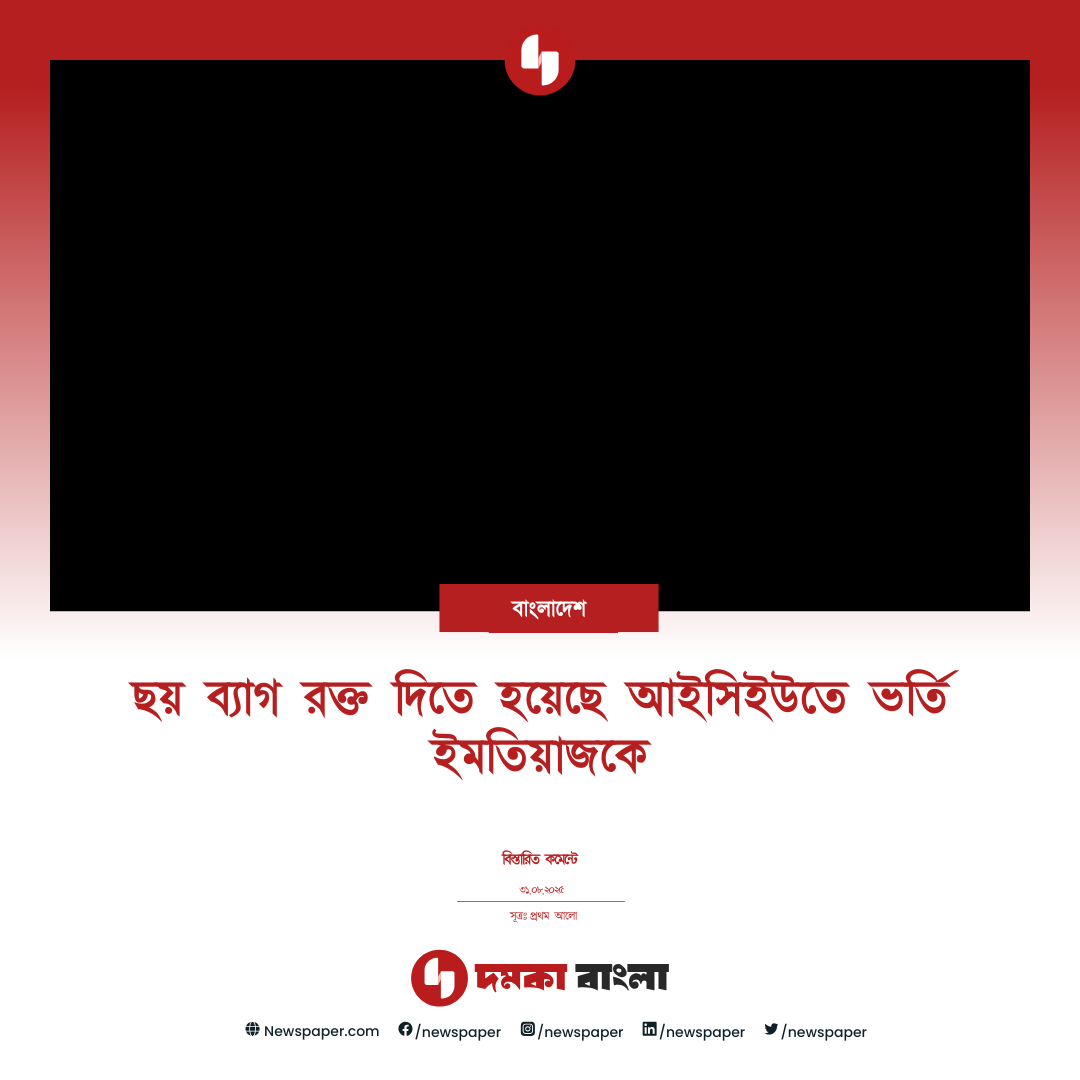 বাংলাদেশ
ছয় ব্যাগ রক্ত দিতে হয়েছে আইসিইউতে ভর্তি
ইমতিয়াজকে
বিস্তারিত কমেন্টে
৩১.০৮.২০২৫
সূত্রঃ প্রথম আলো
দমকা বাংলা
Newspaper.com /newspaper /newspaper /newspaper /newspaper